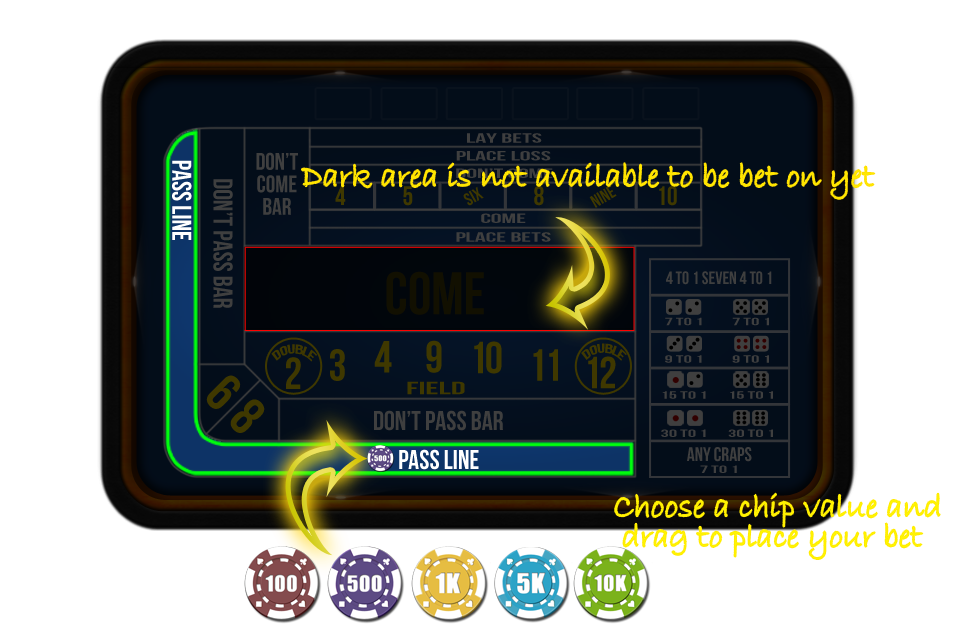 LAY BETS
PLACE LOSS
DON'T COME BAR
Dark area is not available to be bet on yet
4 5 SIX 8 NINE 10
COME
PLACE BETS
PASS LINE
DON'T PASS BAR
COME
4 TO 1 SEVEN 4 TO 1
7 TO 1 7 TO 1
9 TO 1 9 TO 1
15 TO 1 15 TO 1
30 TO 1 30 TO 1
ANY CRAPS
7 TO 1
DOUBLE 2 3 4 9 10 11 DOUBLE 12
FIELD
6 8
DON'T PASS BAR
500 PASS LINE
Choose a chip value and
drag to place your bet
100 500 1K 5K 10K